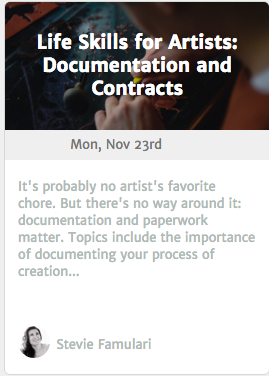 Life Skills for Artists:
Documentation and
Contracts
Mon, Nov 23rd
It's probably no artist's favorite
chore. But there's no way around it:
documentation and paperwork
matter. Topics include the importance
of documenting your process of
creation...
Stevie Famulari